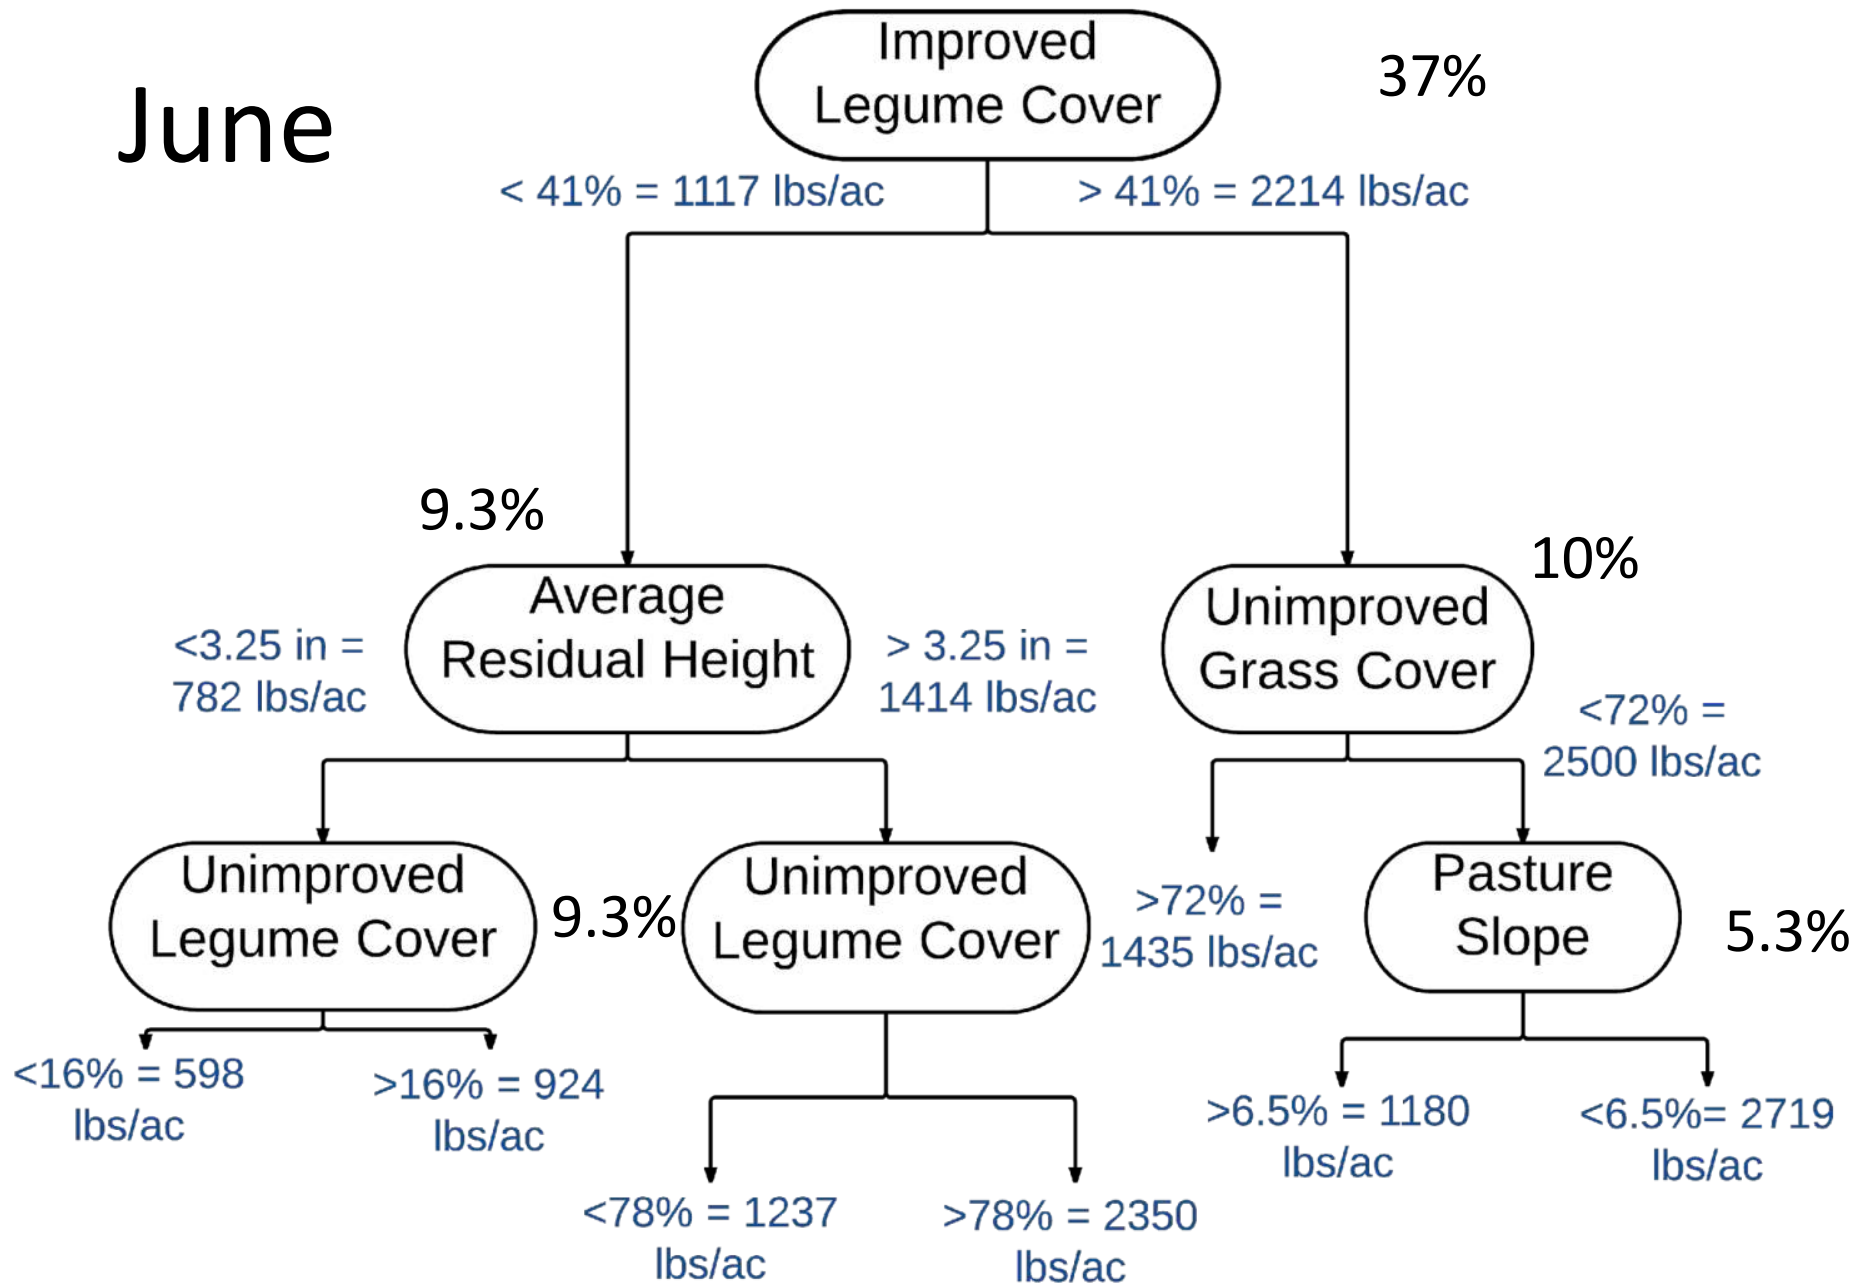 June
Improved
Legume Cover
37%
< 41% = 1117 lbs/ac
> 41% = 2214 lbs/ac
9.3%
Average
Residual Height
<3.25 in =
782 lbs/ac
> 3.25 in =
1414 lbs/ac
10%
Unimproved
Grass Cover
<72% =
2500 lbs/ac
Unimproved
Legume Cover
9.3%
Unimproved
Legume Cover
>72% =
1435 lbs/ac
Pasture
Slope
5.3%
<16% = 598
lbs/ac
>16% = 924
lbs/ac
<78% = 1237
lbs/ac
>78% = 2350
lbs/ac
>6.5% = 1180
lbs/ac
<6.5%= 2719
lbs/ac